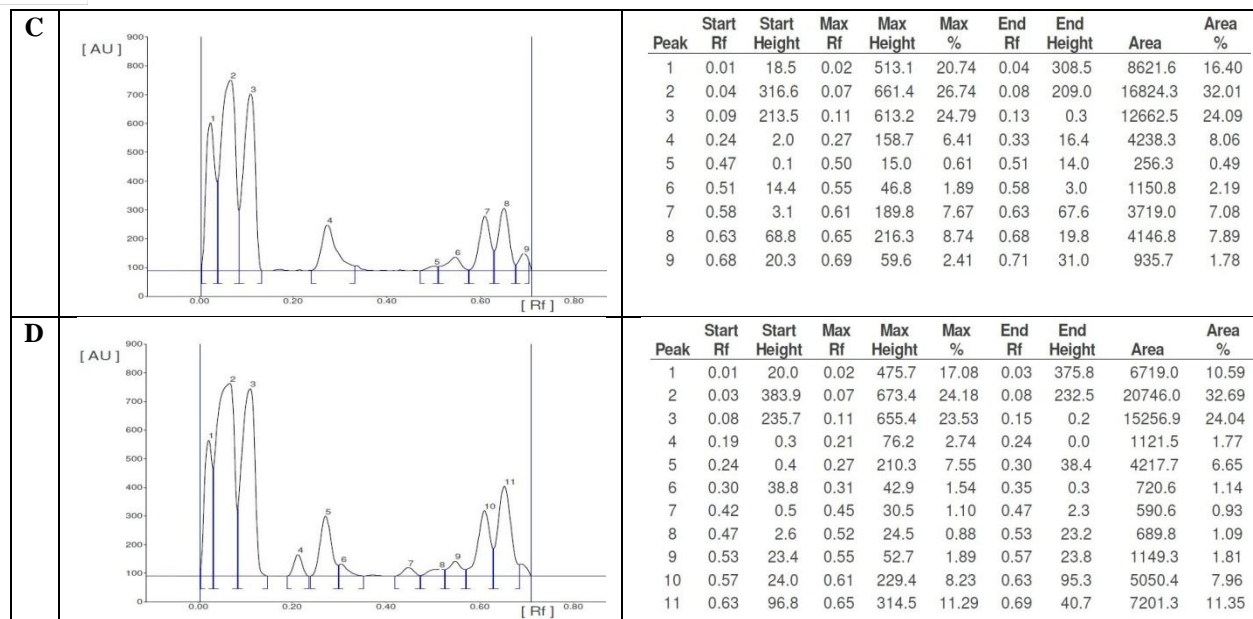 C
[ AU ]
900
800
700
600
500
400
300
200
100
0
1
2
3
4
5
6
7
8
9
0.00 0.20 0.40 0.60 0.80
[ Rf ]
Peak Start Rf Start Height Max Rf Max Height Max % End Rf End Height Area Area %
1 0.01 18.5 0.02 513.1 20.74 0.04 308.5 8621.6 16.40
2 0.04 316.6 0.07 661.4 26.74 0.08 209.0 16824.3 32.01
3 0.09 213.5 0.11 613.2 24.79 0.13 0.3 12662.5 24.09
4 0.24 2.0 0.27 158.7 6.41 0.33 16.4 4238.3 8.06
5 0.47 0.1 0.50 15.0 0.61 0.51 14.0 256.3 0.49
6 0.51 14.4 0.55 46.8 1.89 0.58 3.0 1150.8 2.19
7 0.58 3.1 0.61 189.8 7.67 0.63 67.6 3719.0 7.08
8 0.63 68.8 0.65 216.3 8.74 0.68 19.8 4146.8 7.89
9 0.68 20.3 0.69 59.6 2.41 0.71 31.0 935.7 1.78
D
[ AU ]
900
800
700
600
500
400
300
200
100
0
1
2
3
4
5
6
7
8
9
10
11
0.00 0.20 0.40 0.60 0.80
[ Rf ]
Peak Start Rf Start Height Max Rf Max Height Max % End Rf End Height Area Area %
1 0.01 20.0 0.02 475.7 17.08 0.03 375.8 6719.0 10.59
2 0.03 383.9 0.07 673.4 24.18 0.08 232.5 20746.0 32.69
3 0.08 235.7 0.11 655.4 23.53 0.15 0.2 15256.9 24.04
4 0.19 0.3 0.21 76.2 2.74 0.24 0.0 1121.5 1.77
5 0.24 0.4 0.27 210.3 7.55 0.30 38.4 4217.7 6.65
6 0.30 38.8 0.31 42.9 1.54 0.35 0.3 720.6 1.14
7 0.42 0.5 0.45 30.5 1.10 0.47 2.3 590.6 0.93
8 0.47 2.6 0.52 24.5 0.88 0.53 23.2 689.8 1.09
9 0.53 23.4 0.55 52.7 1.89 0.57 23.8 1149.3 1.81
10 0.57 24.0 0.61 229.4 8.23 0.63 95.3 5050.4 7.96
11 0.63 96.8 0.65 314.5 11.29 0.69 40.7 7201.3 11.35